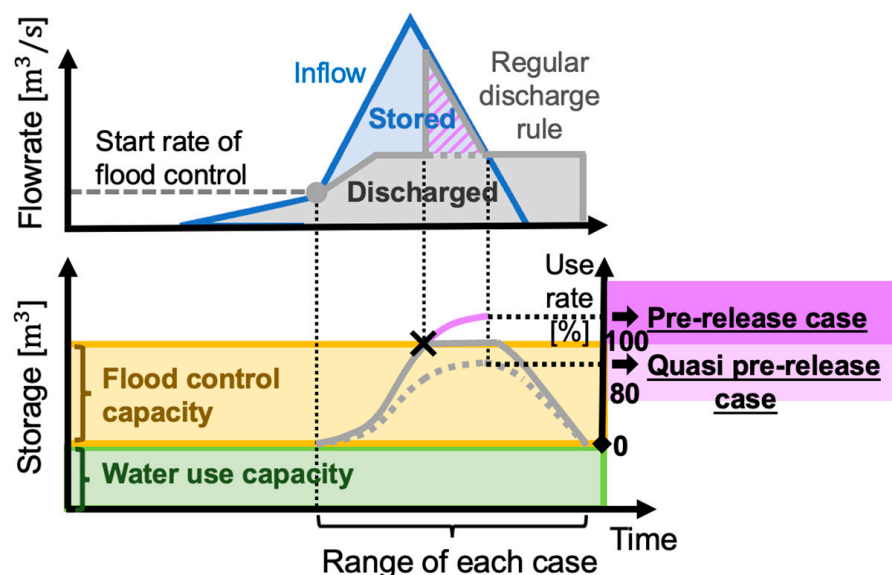 Flowrate [m³/s]
Inflow
Stored
Regular
discharge
rule
Start rate of
flood control
Discharged
Storage [m³]
Use
rate
[%]
100
80
0
Pre-release case
Quasi pre-release
case
Flood control
capacity
Water use capacity
Time
Range of each case